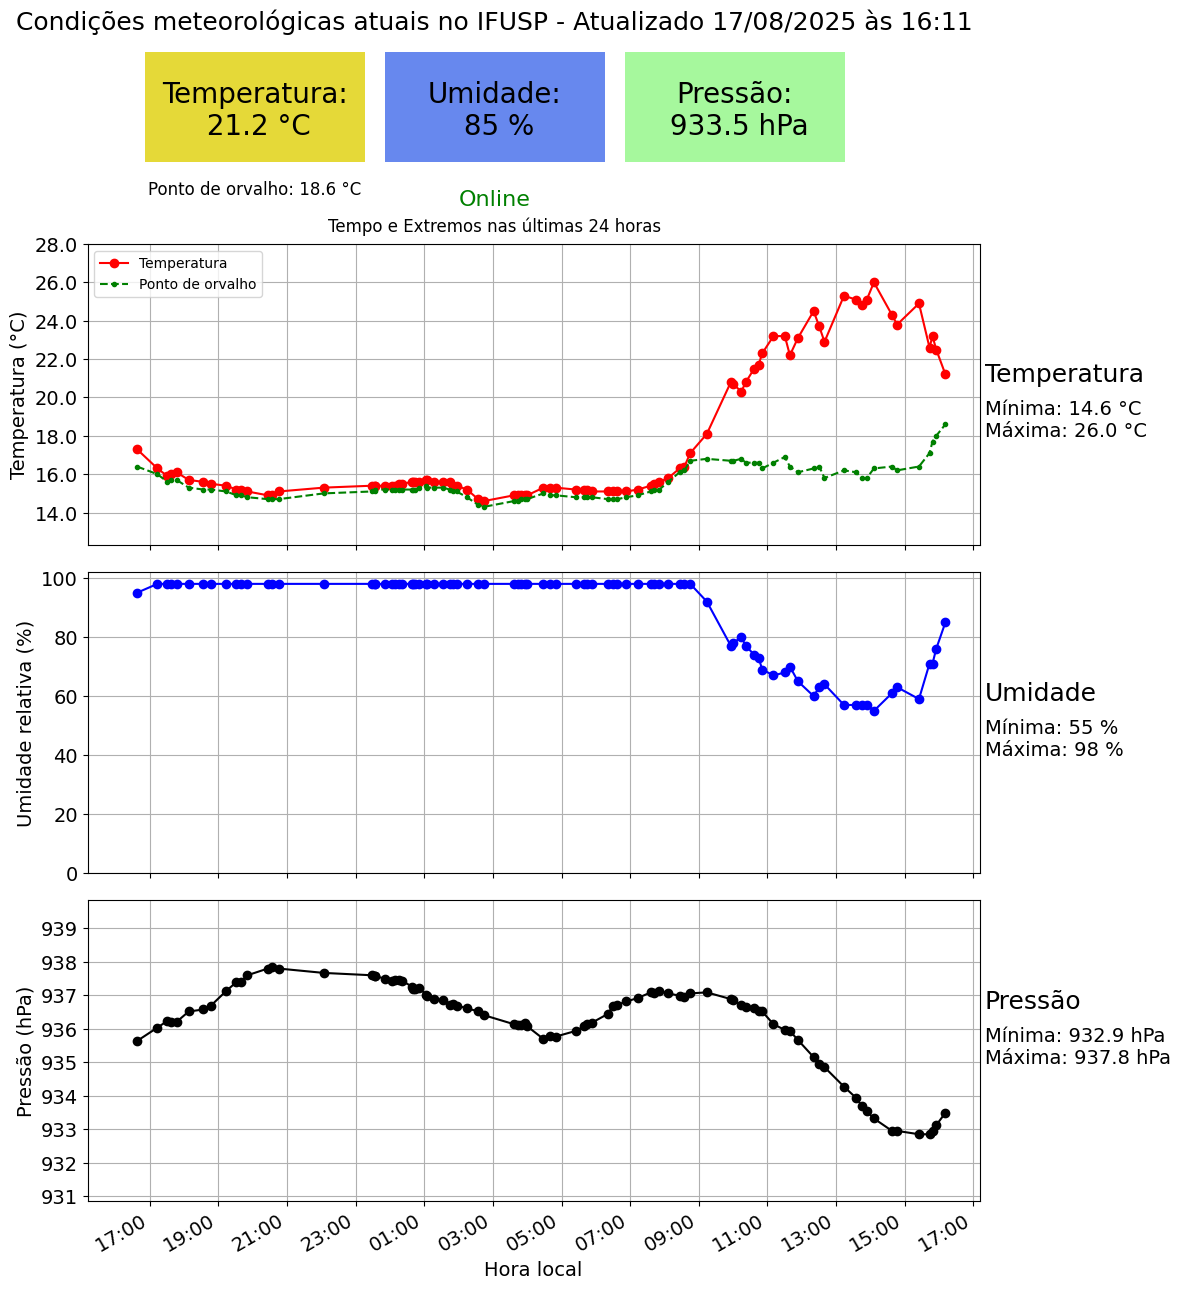 Condições meteorológicas atuais no IFUSP - Atualizado 17/08/2025 às 16:11
Temperatura:
21.2 °C
Umidade:
85 %
Pressão:
933.5 hPa
Ponto de orvalho: 18.6 °C
Online
Tempo e Extremos nas últimas 24 horas
Temperatura (°C)
28.0
26.0
24.0
22.0
20.0
18.0
16.0
14.0
Temperatura
Ponto de orvalho
Temperatura
Mínima: 14.6 °C
Máxima: 26.0 °C
Umidade relativa (%)
100
80
60
40
20
0
Umidade
Mínima: 55 %
Máxima: 98 %
Pressão (hPa)
939
938
937
936
935
934
933
932
931
Pressão
Mínima: 932.9 hPa
Máxima: 937.8 hPa
17:00
19:00
21:00
23:00
01:00
03:00
05:00
07:00
09:00
11:00
13:00
15:00
17:00
Hora local